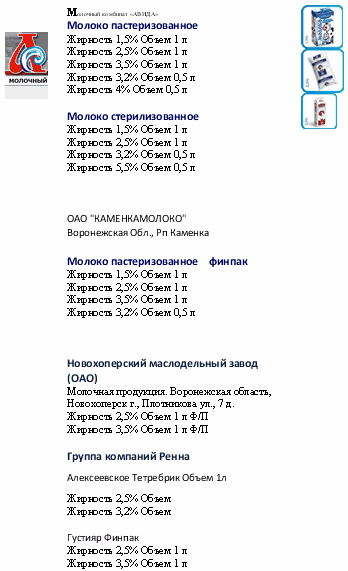 Молочный комбинат «АВИДА»
Молоко пастеризованное
Жирность 1,5% Объем 1 л
Жирность 2,5% Объем 1 л
Жирность 3,5% Объем 1 л
Жирность 3,2% Объем 0,5 л
Жирность 4% Объем 0,5 л
МОЛОЧНЫЙ
Молоко стерилизованное
Жирность 1,5% Объем 1 л
Жирность 2,5% Объем 1 л
Жирность 3,2% Объем 0,5 л
Жирность 5,5% Объем 0,5 л
ОАО "КАМЕНКАМОЛОКО"
Воронежская Обл., Рп Каменка
Молоко пастеризованное финпак
Жирность 1,5% Объем 1 л
Жирность 2,5% Объем 1 л
Жирность 3,5% Объем 1 л
Жирность 3,2% Объем 0,5 л
Новохоперский маслодельный завод
(ОАО)
Молочная продукция. Воронежская область,
Новохоперск г., Плотникова ул., 7 д.
Жирность 2,5% Объем 1 л Ф/П
Жирность 3,5% Объем 1 л Ф/П
Группа компаний Ренна
Алексеевское Тетребрик Объем 1л
Жирность 2,5% Объем
Жирность 3,2% Объем
Густияр Финпак
Жирность 2,5% Объем 1 л
Жирность 3,5% Объем 1 л